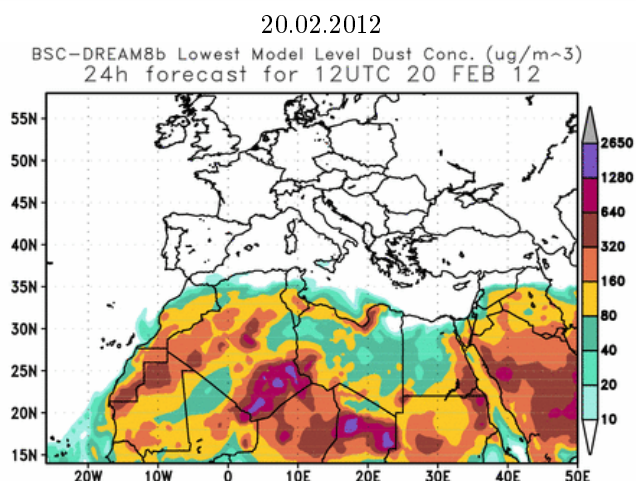 20.02.2012
BSC-DREAM8b Lowest Model Level Dust Conc. (ug/m^3)
24h forecast for 12UTC 20 FEB 12
55N
50N
45N
40N
35N
30N
25N
20N
15N
20W
10W
0
10E
20E
30E
40E
50E
2650
1280
640
320
160
80
40
20
10